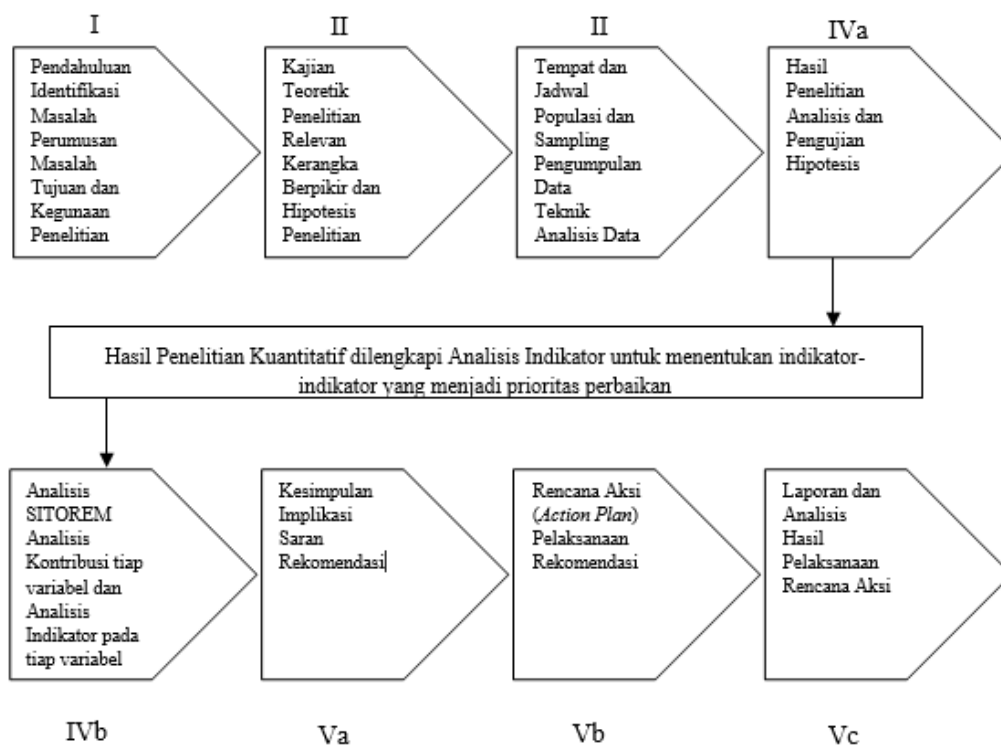 I
Pendahuluan
Identifikasi
Masalah
Perumusan
Masalah
Tujuan dan
Kegunaan
Penelitian
II
Kajian
Teoretik
Penelitian
Relevan
Kerangka
Berpikir dan
Hipotesis
Penelitian
II
Tempat dan
Jadwal
Populasi dan
Sampling
Pengumpulan
Data
Teknik
Analisis Data
IVa
Hasil
Penelitian
Analisis dan
Pengujian
Hipotesis
Hasil Penelitian Kuantitatif dilengkapi Analisis Indikator untuk menentukan indikator-
indikator yang menjadi prioritas perbaikan
Analisis
SITOREM
Analisis
Kontribusi tiap
variabel dan
Analisis
Indikator pada
tiap variabel
IVb
Kesimpulan
Implikasi
Saran
Rekomendasi
Va
Rencana Aksi
(Action Plan)
Pelaksanaan
Rekomendasi
Vb
Laporan dan
Analisis
Hasil
Pelaksanaan
Rencana Aksi
Vc